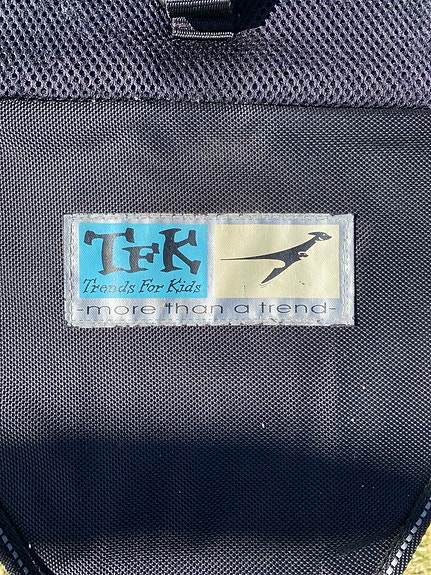 TFK
Trends For Kids
-more than a trend-